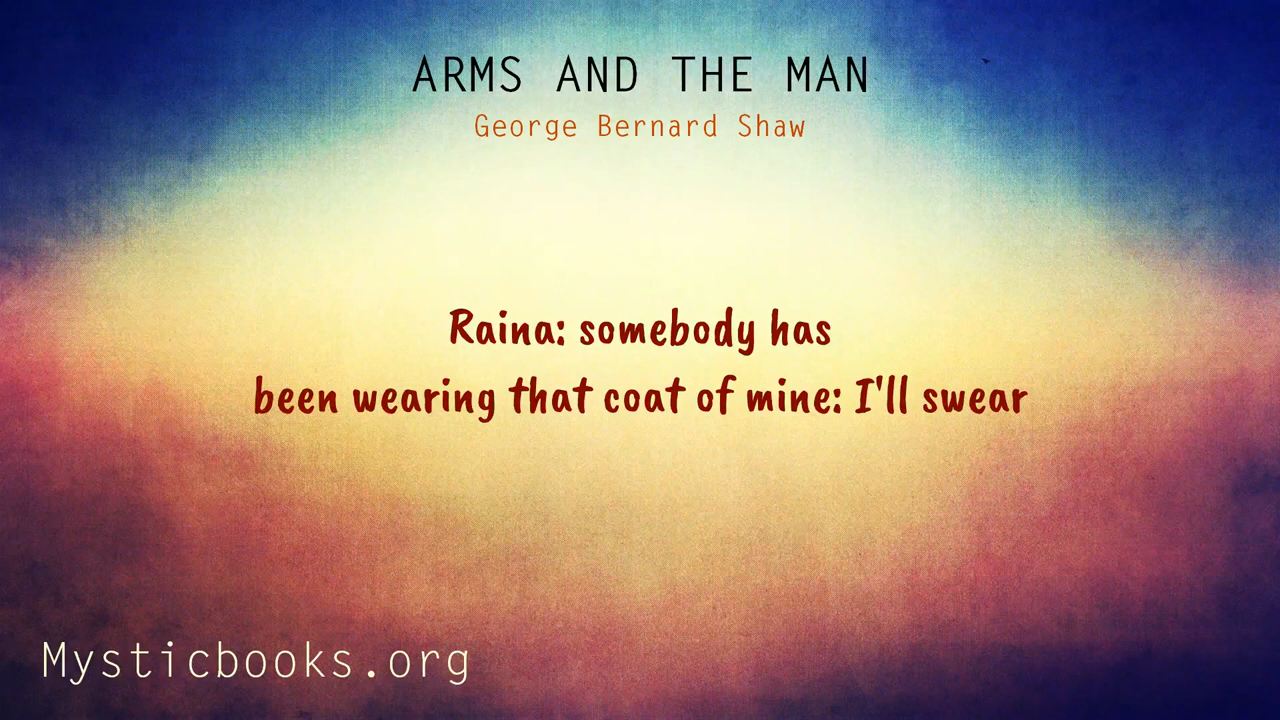 ARMS AND THE MAN
George Bernard Shaw
Raina: somebody has
been wearing that coat of mine: I'll swear
Mysticbooks.org